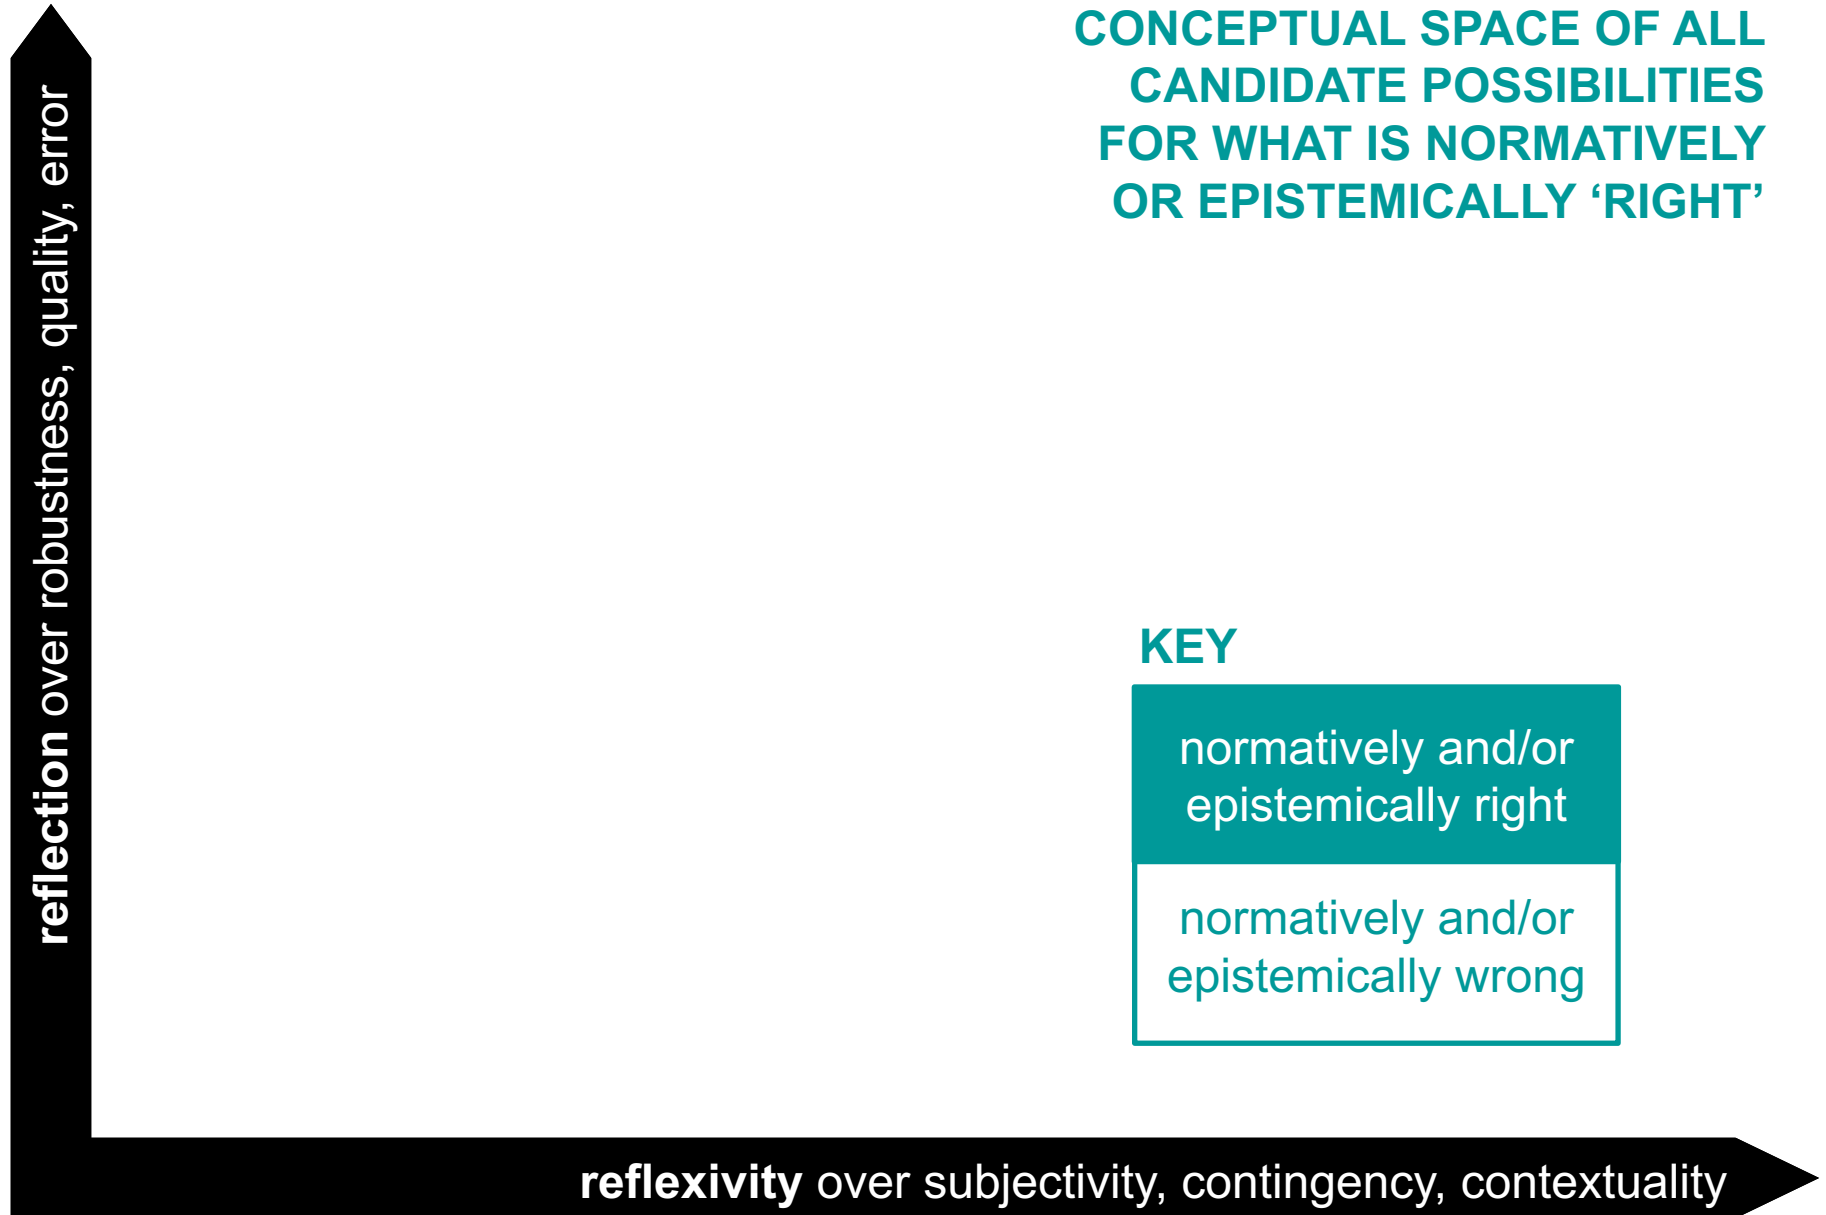 CONCEPTUAL SPACE OF ALL
CANDIDATE POSSIBILITIES
FOR WHAT IS NORMATIVELY
OR EPISTEMICALLY ‘RIGHT’
reflection over robustness, quality, error
KEY
normatively and/or
epistemically right
normatively and/or
epistemically wrong
reflexivity over subjectivity, contingency, contextuality